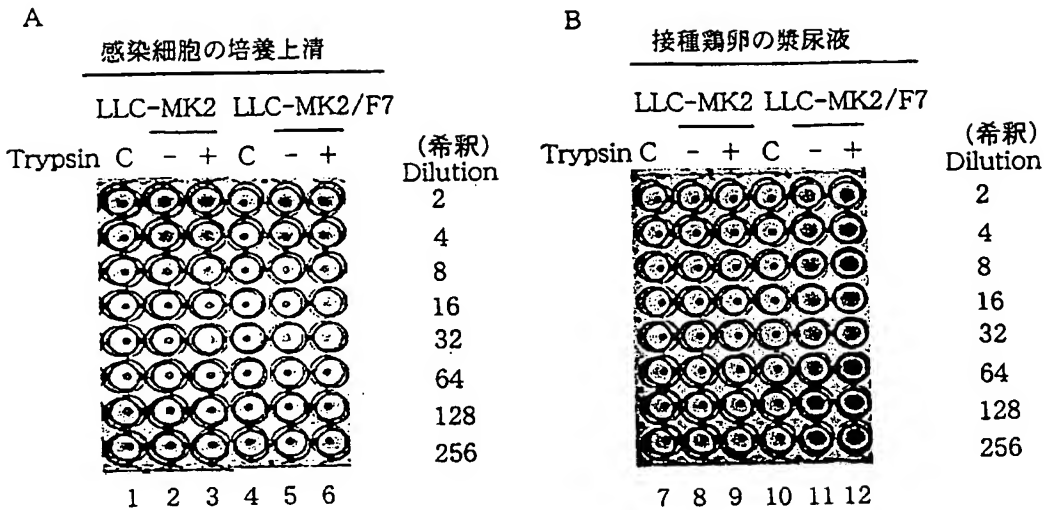 A
感染細胞の培養上清
LLC-MK2 LLC-MK2/F7
Trypsin C - + C - +
(希釈)
Dilution
2
4
8
16
32
64
128
256
1 2 3 4 5 6
B
接種鶏卵の漿尿液
LLC-MK2 LLC-MK2/F7
Trypsin C - + C - +
(希釈)
Dilution
2
4
8
16
32
64
128
256
7 8 9 10 11 12